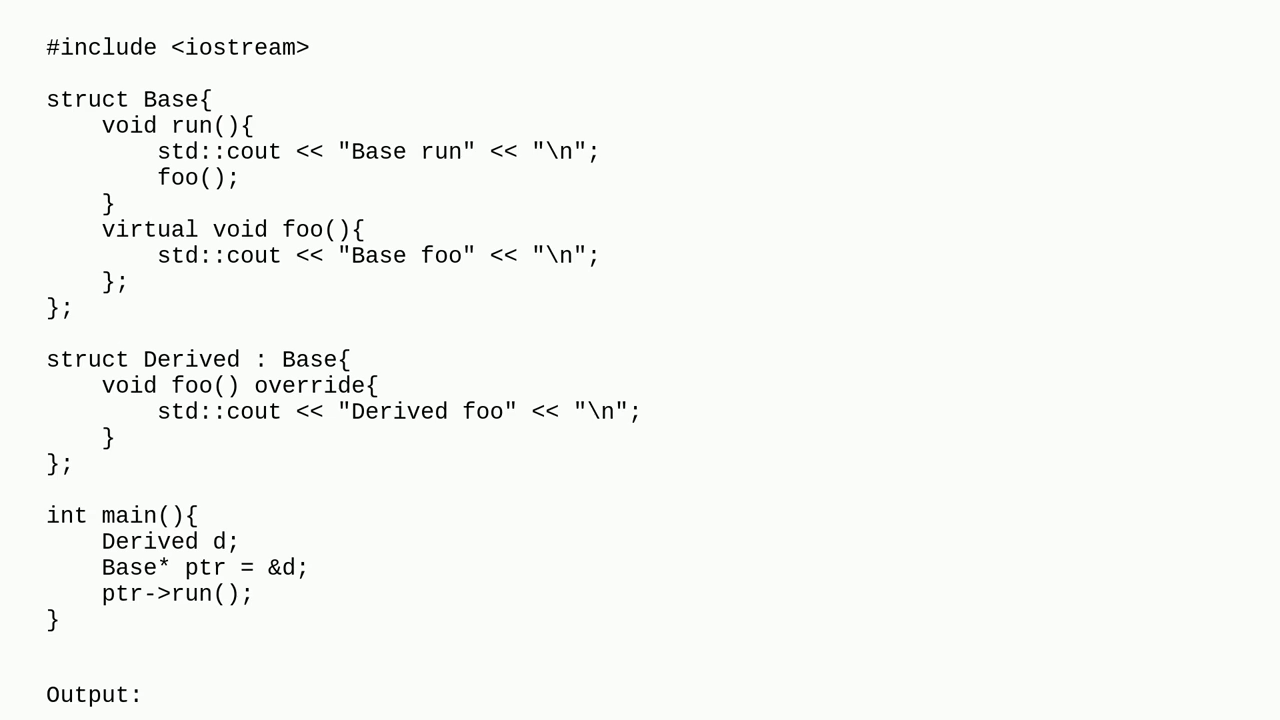 #include <iostream>

struct Base{
    void run(){
        std::cout << "Base run" << "\n";
        foo();
    }
    virtual void foo(){
        std::cout << "Base foo" << "\n";
    };
};

struct Derived : Base{
    void foo() override{
        std::cout << "Derived foo" << "\n";
    }
};

int main(){
    Derived d;
    Base* ptr = &d;
    ptr->run();
}

Output: